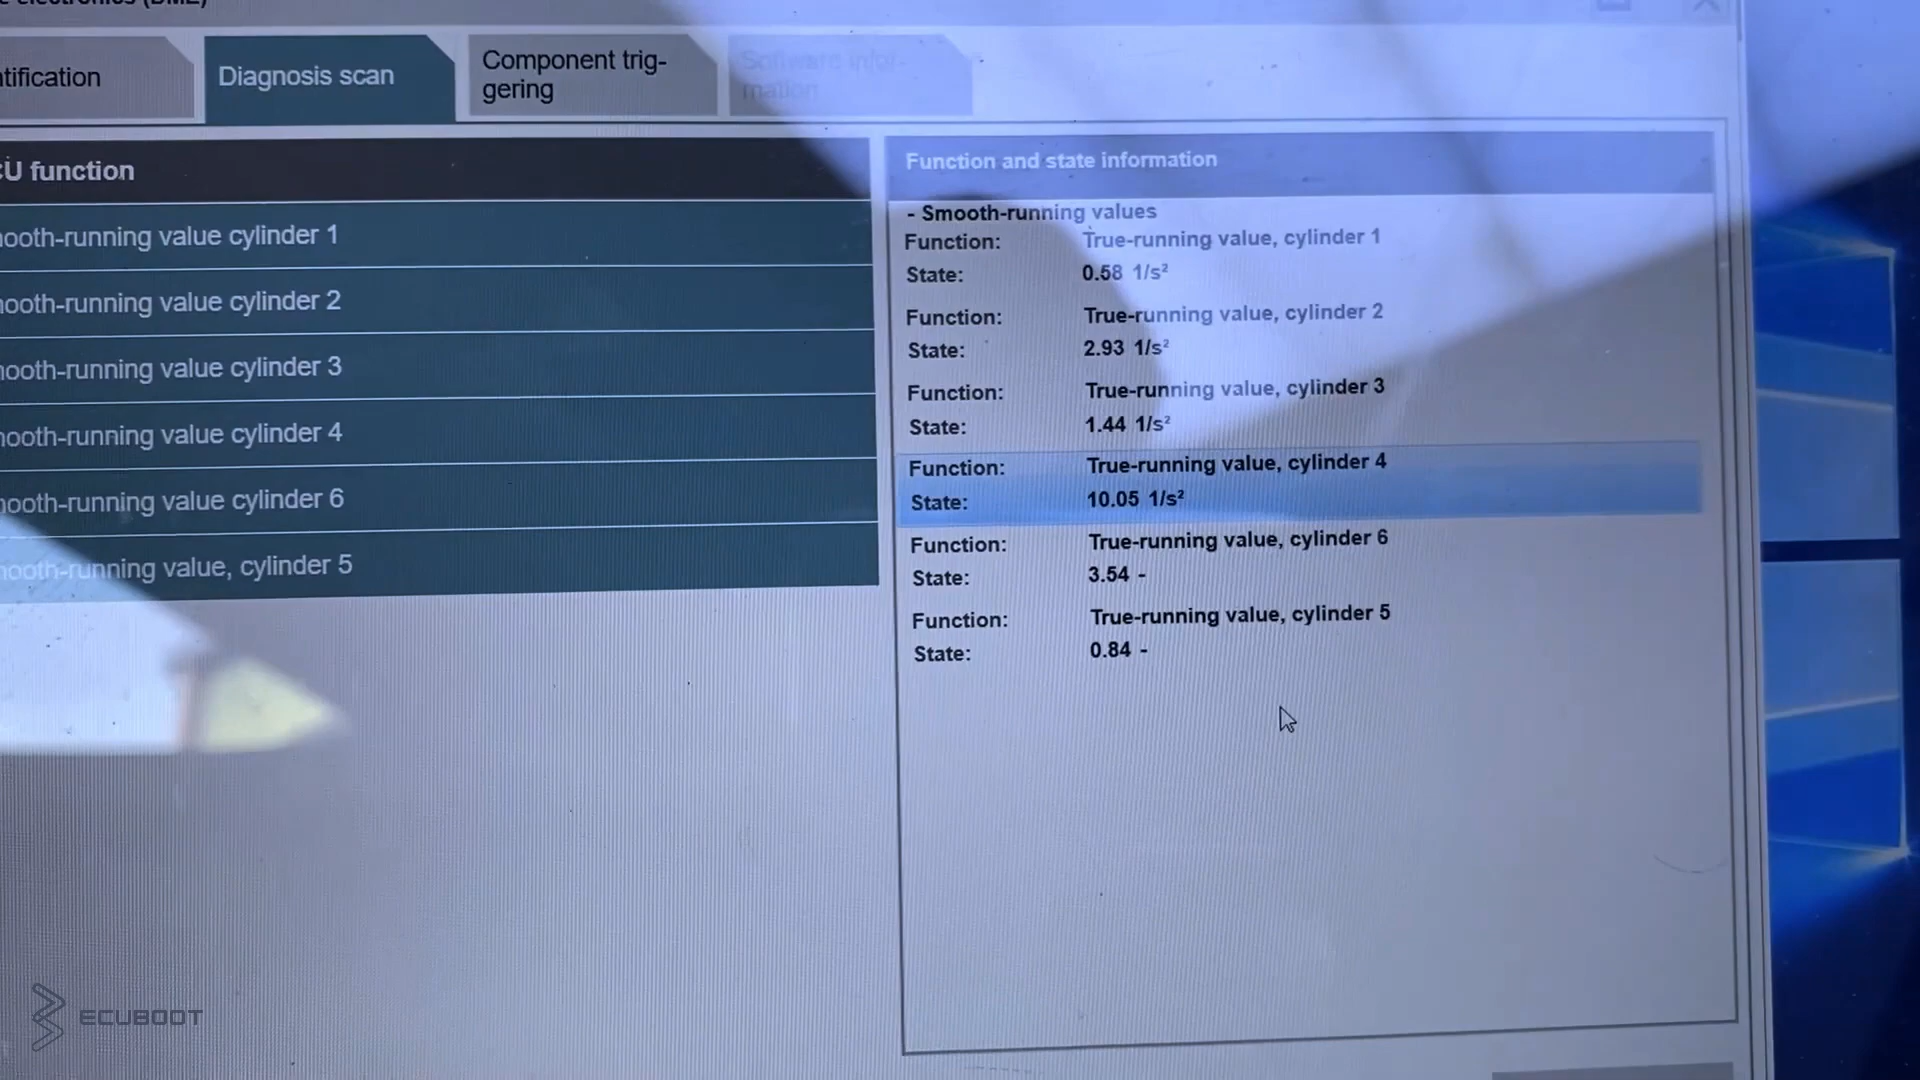 tification
Diagnosis scan
Component trig-
gering
Software infor-
mation
CU function
ooth-running value cylinder 1
ooth-running value cylinder 2
ooth-running value cylinder 3
ooth-running value cylinder 4
ooth-running value cylinder 6
ooth-running value, cylinder 5
Function and state information
- Smooth-running values
Function: True-running value, cylinder 1
State: 0.58 1/s²
Function: True-running value, cylinder 2
State: 2.93 1/s²
Function: True-running value, cylinder 3
State: 1.44 1/s²
Function: True-running value, cylinder 4
State: 10.05 1/s²
Function: True-running value, cylinder 6
State: 3.54 -
Function: True-running value, cylinder 5
State: 0.84 -
ECUBOOT